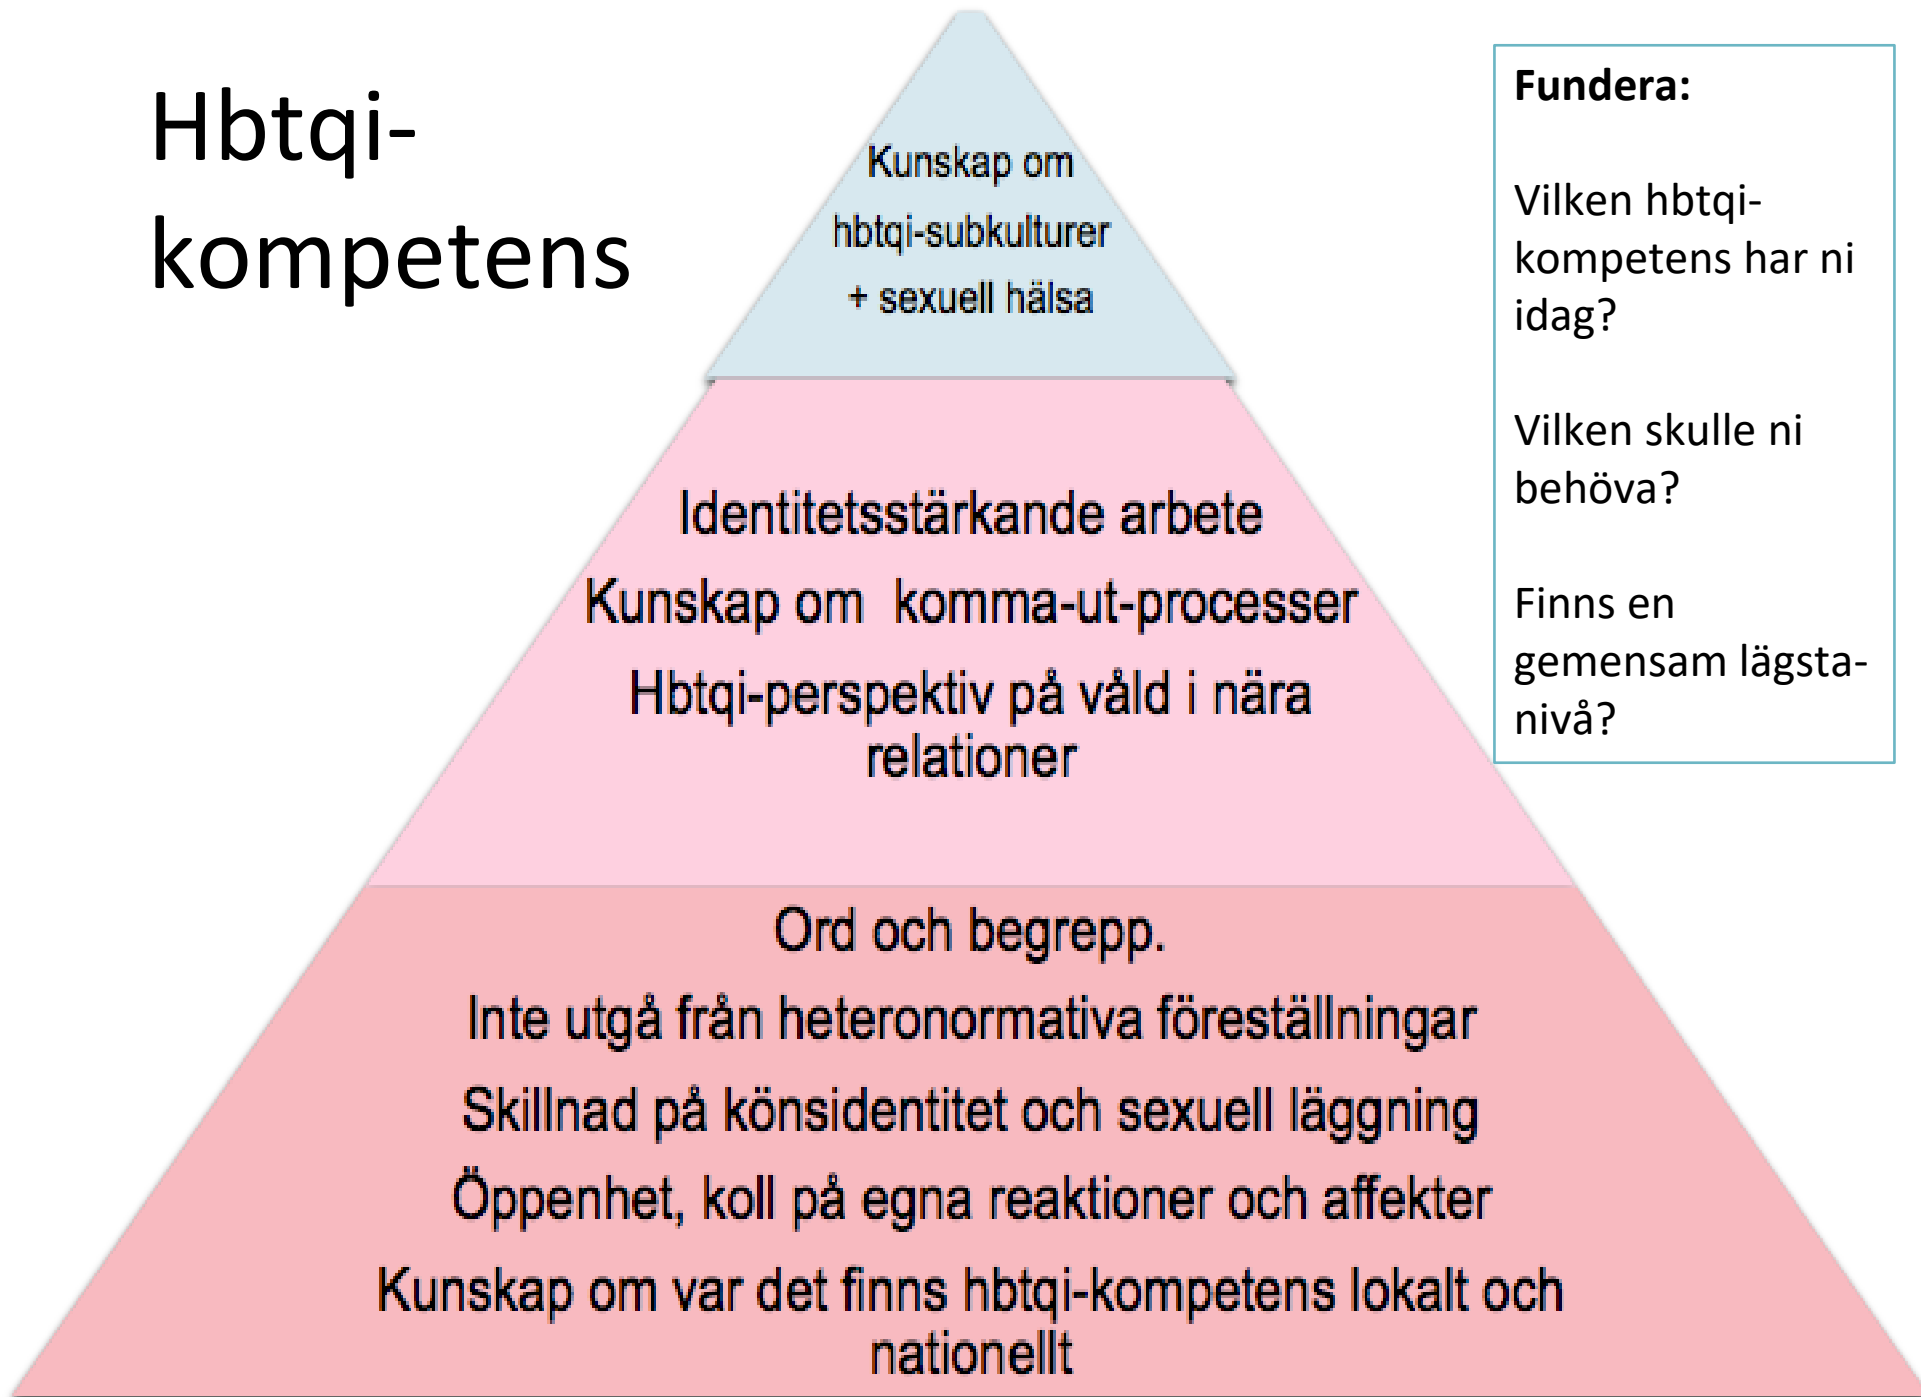 Hbtqi-
kompetens
Kunskap om
hbtqi-subkulturer
+ sexuell hälsa
Identitetsstärkande arbete
Kunskap om komma-ut-processer
Hbtqi-perspektiv på våld i nära
relationer
Ord och begrepp.
Inte utgå från heteronormativa föreställningar
Skillnad på könsidentitet och sexuell läggning
Öppenhet, koll på egna reaktioner och affekter
Kunskap om var det finns hbtqi-kompetens lokalt och
nationellt
Fundera:
Vilken hbtqi-
kompetens har ni
idag?
Vilken skulle ni
behöva?
Finns en
gemensam lägsta-
nivå?